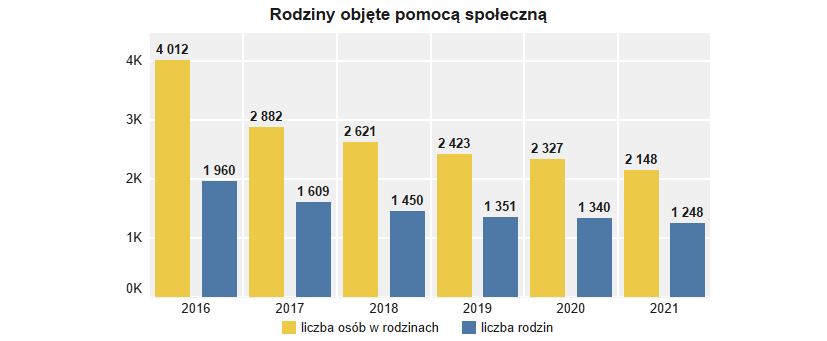 Rodziny objęte pomocą społeczną
4K
3K
2K
1K
0K
4 012
1 960
2 882
1 609
2 621
1 450
2 423
1 351
2 327
1 340
2 148
1 248
2016 2017 2018 2019 2020 2021
liczba osób w rodzinach liczba rodzin